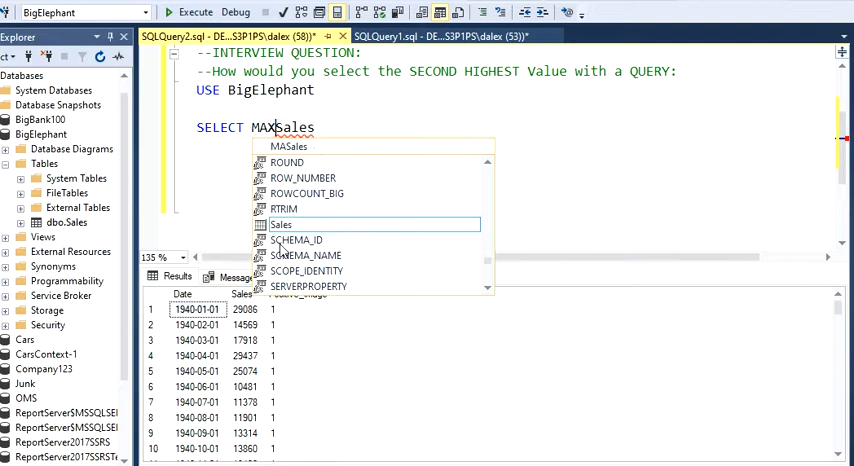 BigElephant Execute Debug
Explorer
SQLQuery2.sql - DE...S3P1PS\dalex (58))*
SQLQuery1.sql - DE...S3P1PS\dalex (53))*
Databases
System Databases
Database Snapshots
BigBank100
BigElephant
Database Diagrams
Tables
System Tables
FileTables
External Tables
dbo.Sales
Views
External Resources
Synonyms
Programmability
Service Broker
Storage
Security
Cars
CarsContext-1
Company123
Junk
OMS
ReportServer$MSSQLSE
ReportServer$MSSQLSE
ReportServer2017SSRS
ReportServer2017SSRSTe
--INTERVIEW QUESTION:
--How would you select the SECOND HIGHEST Value with a QUERY:
USE BigElephant
SELECT MAXSales
MASales
ROUND
ROW_NUMBER
ROWCOUNT_BIG
RTRIM
Sales
SCHEMA_ID
SCHEMA_NAME
SCOPE_IDENTITY
SERVERPROPERTY
135 %
Results Message
Date Sales
1 1940-01-01 29086 1
2 1940-02-01 14569 1
3 1940-03-01 17918 1
4 1940-04-01 29437 1
5 1940-05-01 25074 1
6 1940-06-01 10481 1
7 1940-07-01 11378 1
8 1940-08-01 11901 1
9 1940-09-01 13314 1
10 1940-10-01 13860 1